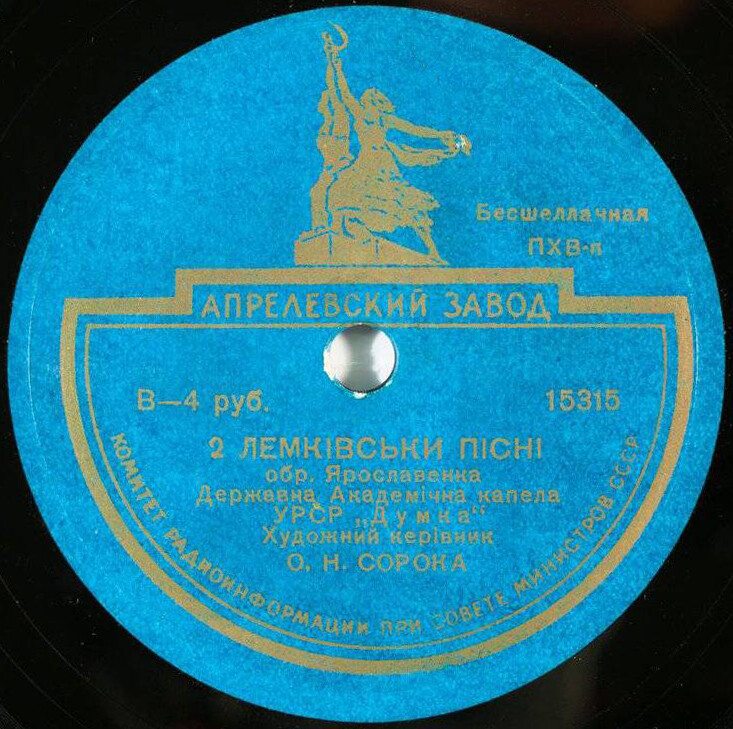 Бесшеллачная
ПХВ-п
АПРЕЛЕВСКИЙ ЗАВОД
В—4 руб.
15315
2 ЛЕМКІВСЬКИ ПІСНІ
обр. Ярославенка
Державна Академічна капела
УРСР „Думка“
Художний керівник
О. Н. СОРОКА
КОМИТЕТ РАДИОИНФОРМАЦИИ ПРИ СОВЕТЕ МИНИСТРОВ СССР